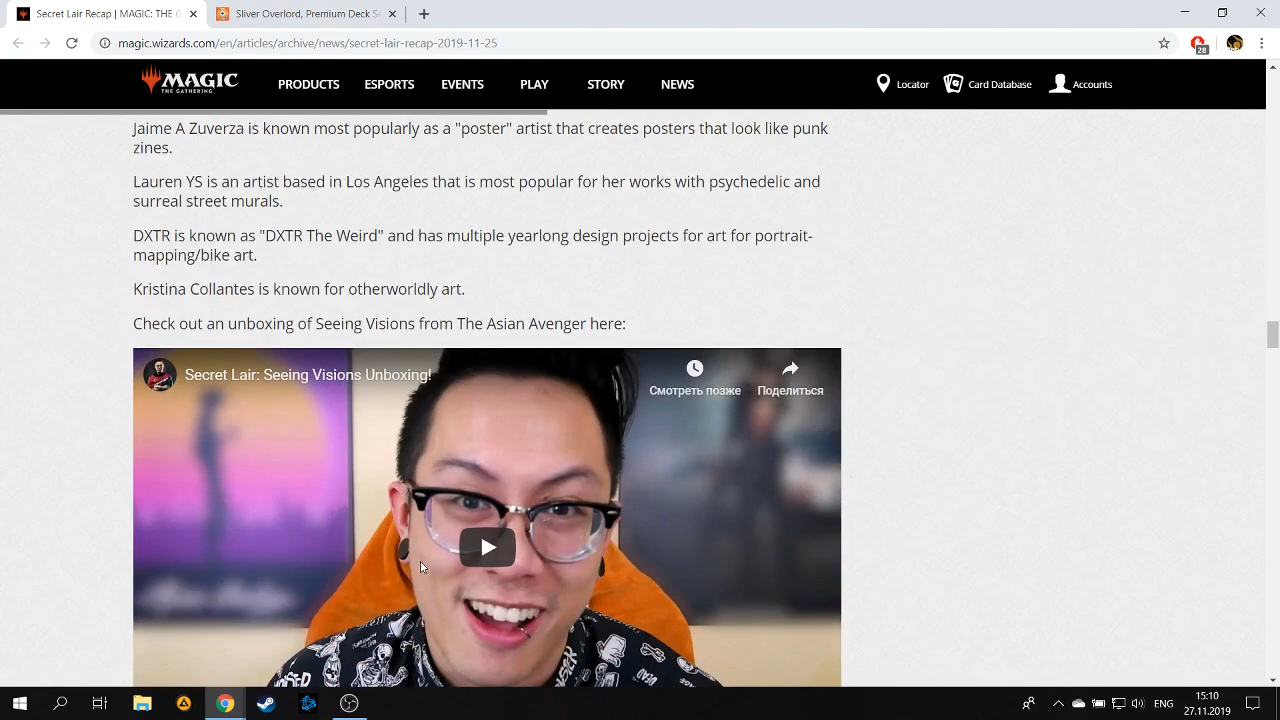 Secret Lair Recap | MAGIC: THE G
Sliver Overlord, Premium Deck Se
magic.wizards.com/en/articles/archive/news/secret-lair-recap-2019-11-25
28
MAGIC
THE GATHERING
PRODUCTS
ESPORTS
EVENTS
PLAY
STORY
NEWS
Locator
Card Database
Accounts
Jaime A Zuverza is known most popularly as a "poster" artist that creates posters that look like punk
zines.
Lauren YS is an artist based in Los Angeles that is most popular for her works with psychedelic and
surreal street murals.
DXTR is known as "DXTR The Weird" and has multiple yearlong design projects for art for portrait-
mapping/bike art.
Kristina Collantes is known for otherworldly art.
Check out an unboxing of Seeing Visions from The Asian Avenger here:
Secret Lair: Seeing Visions Unboxing!
Смотреть позже
Поделиться
ENG
15:10
27.11.2019